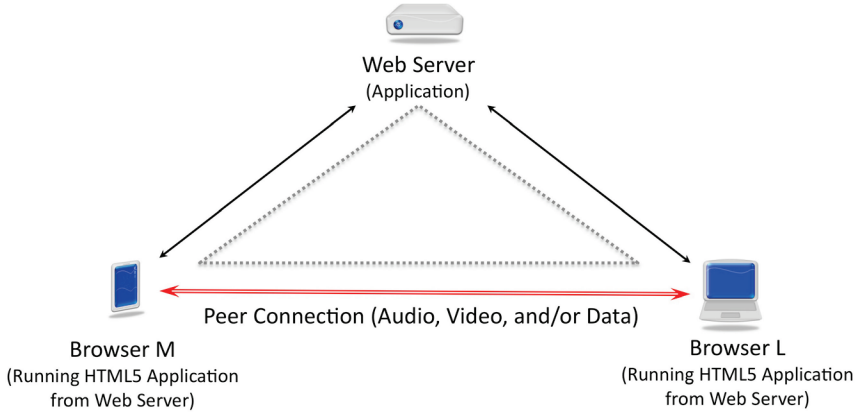 Web Server
(Application)
Peer Connection (Audio, Video, and/or Data)
Browser M
(Running HTML5 Application
from Web Server)
Browser L
(Running HTML5 Application
from Web Server)